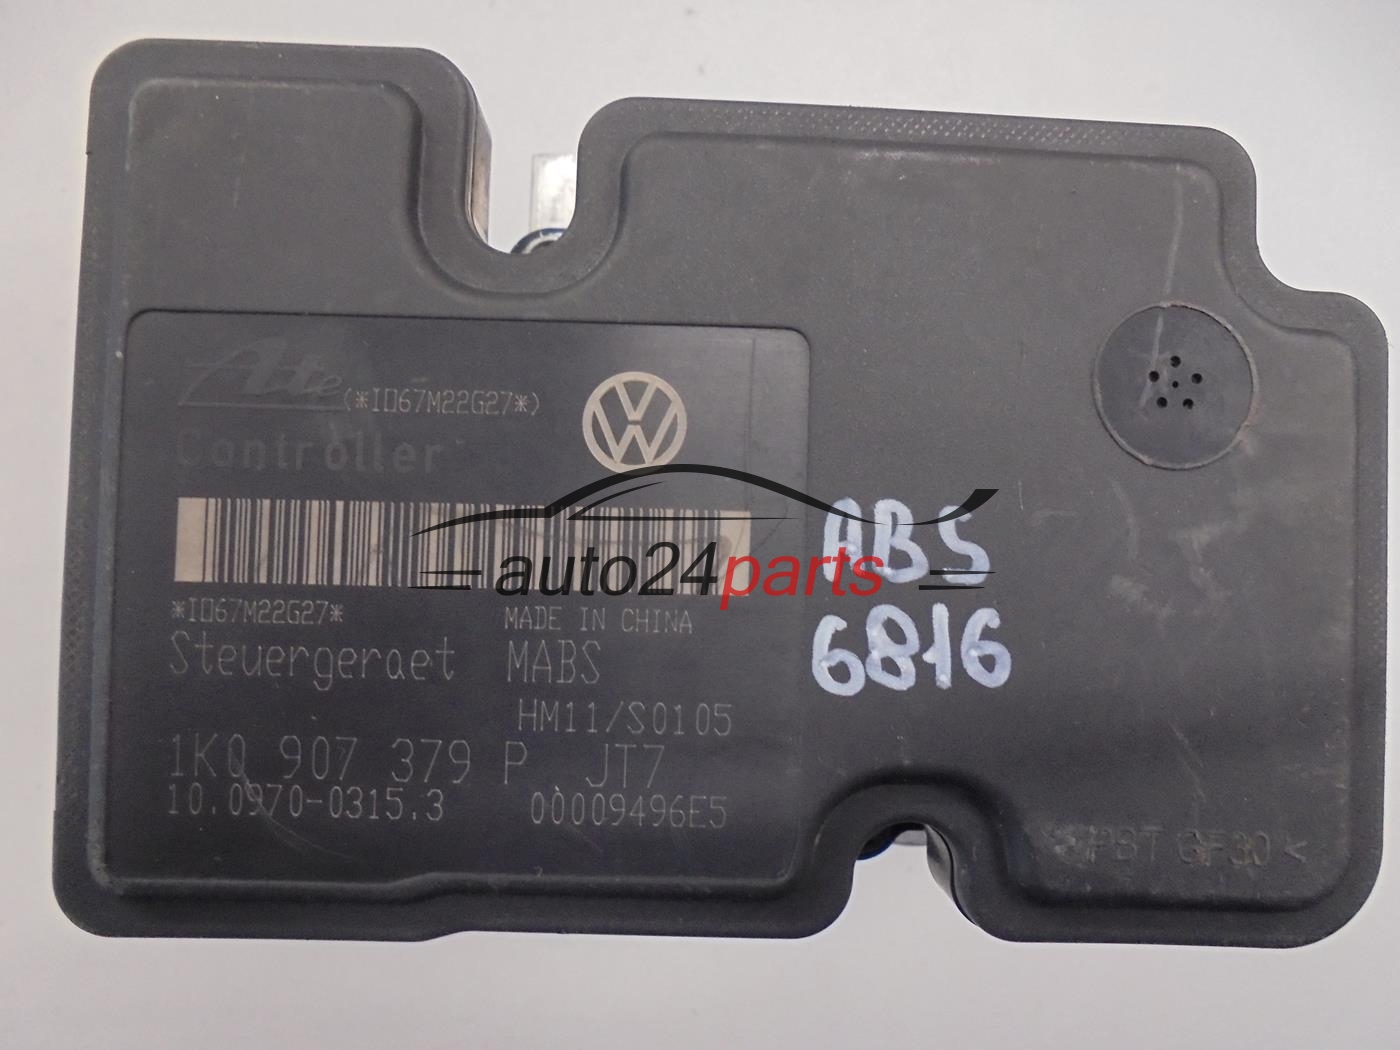 Ate (*ID67M22G27*)
Controller
auto24parts
ABS
6816
*ID67M22G27* MADE IN CHINA
Steuergeraet MABS
HM11/S0105
1K0 907 379 P JT7
10.0970-0315.3 00009496E5
>PBT GF30<